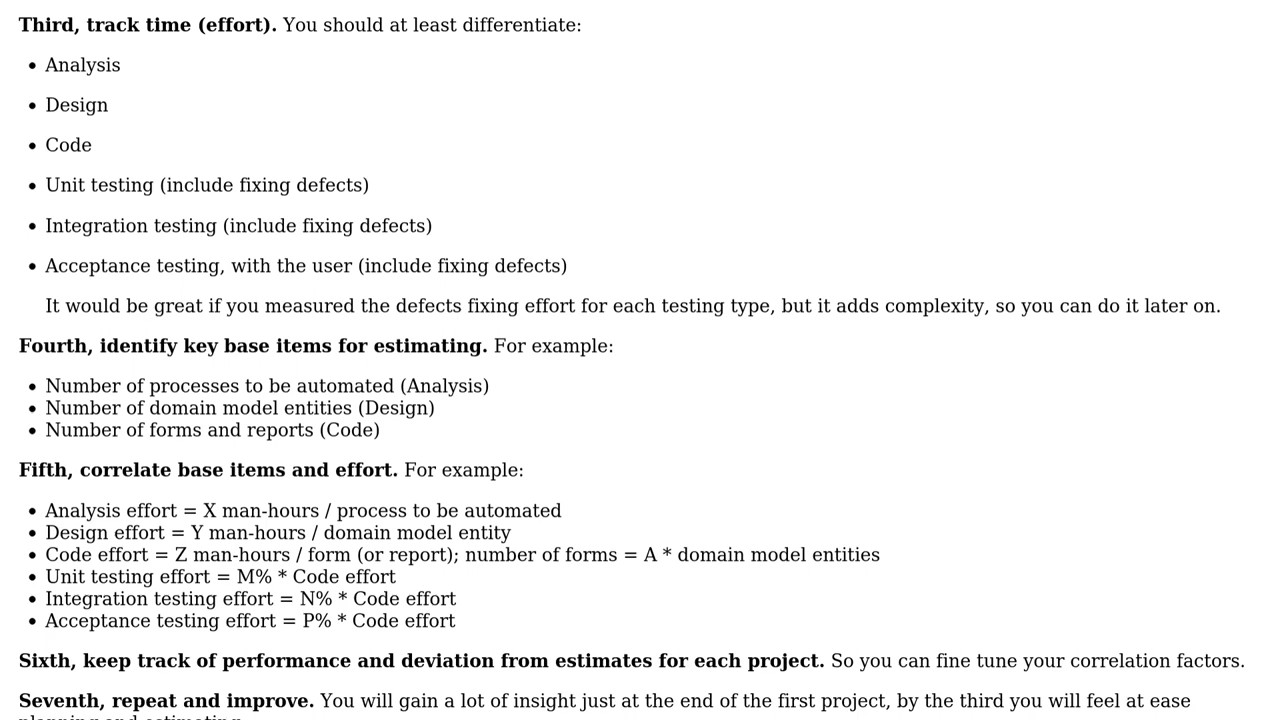 Third, track time (effort). You should at least differentiate:
• Analysis
• Design
• Code
• Unit testing (include fixing defects)
• Integration testing (include fixing defects)
• Acceptance testing, with the user (include fixing defects)
It would be great if you measured the defects fixing effort for each testing type, but it adds complexity, so you can do it later on.
Fourth, identify key base items for estimating. For example:
• Number of processes to be automated (Analysis)
• Number of domain model entities (Design)
• Number of forms and reports (Code)
Fifth, correlate base items and effort. For example:
• Analysis effort = X man-hours / process to be automated
• Design effort = Y man-hours / domain model entity
• Code effort = Z man-hours / form (or report); number of forms = A * domain model entities
• Unit testing effort = M% * Code effort
• Integration testing effort = N% * Code effort
• Acceptance testing effort = P% * Code effort
Sixth, keep track of performance and deviation from estimates for each project. So you can fine tune your correlation factors.
Seventh, repeat and improve. You will gain a lot of insight just at the end of the first project, by the third you will feel at ease